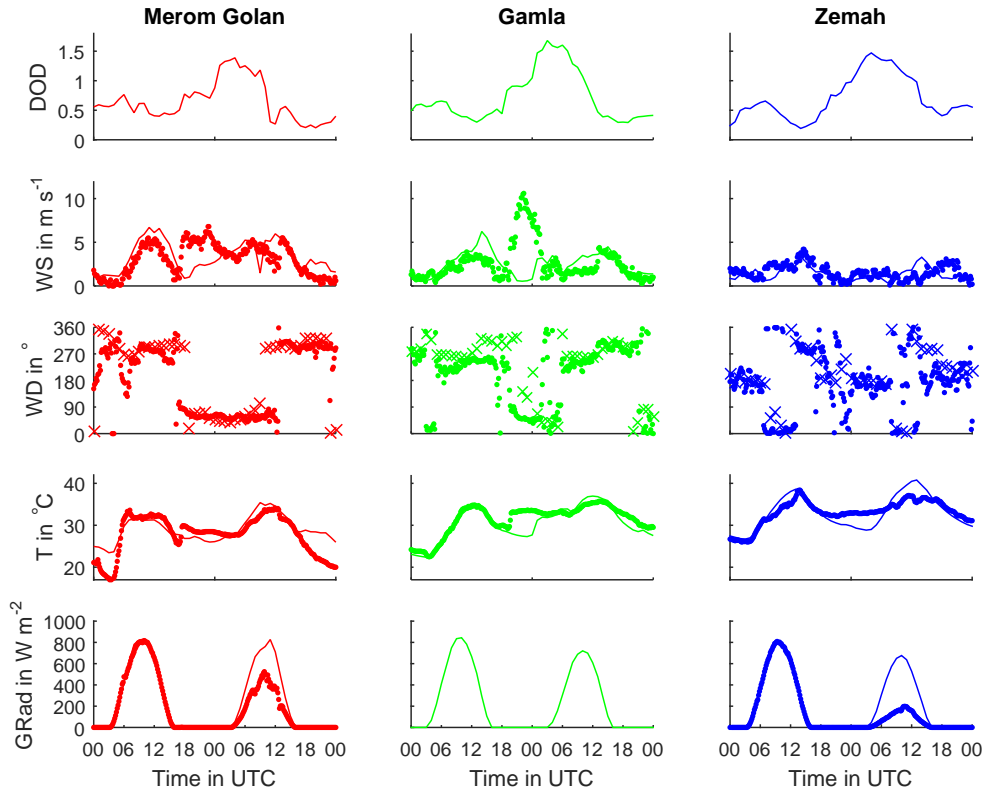 Merom Golan
Gamla
Zemah
DOD
1.5
1
0.5
0
WS in m s⁻¹
10
5
0
WD in °
360
270
180
90
0
T in °C
40
30
20
GRad in W m⁻²
1000
800
600
400
200
0
00 06 12 18 00 06 12 18 00
00 06 12 18 00 06 12 18 00
00 06 12 18 00 06 12 18 00
Time in UTC
Time in UTC
Time in UTC